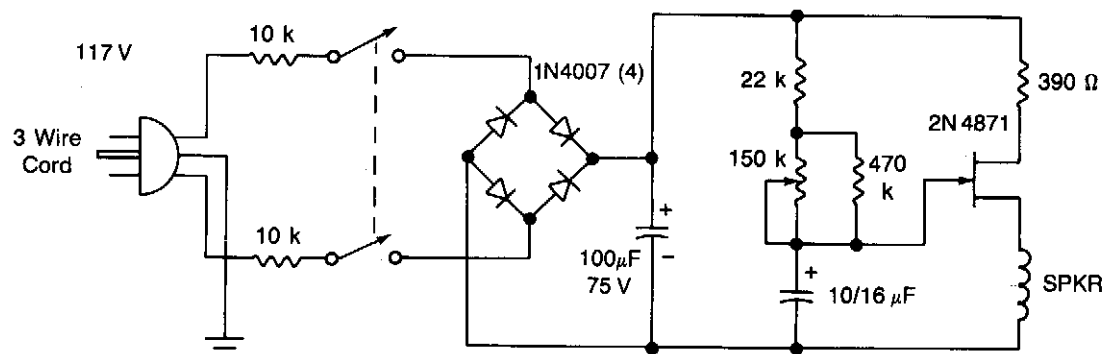 117 V
10 k
1N4007 (4)
3 Wire
Cord
10 k
100μF
75 V
+
−
22 k
150 k
470
k
+
10/16 μF
2N 4871
390 Ω
SPKR